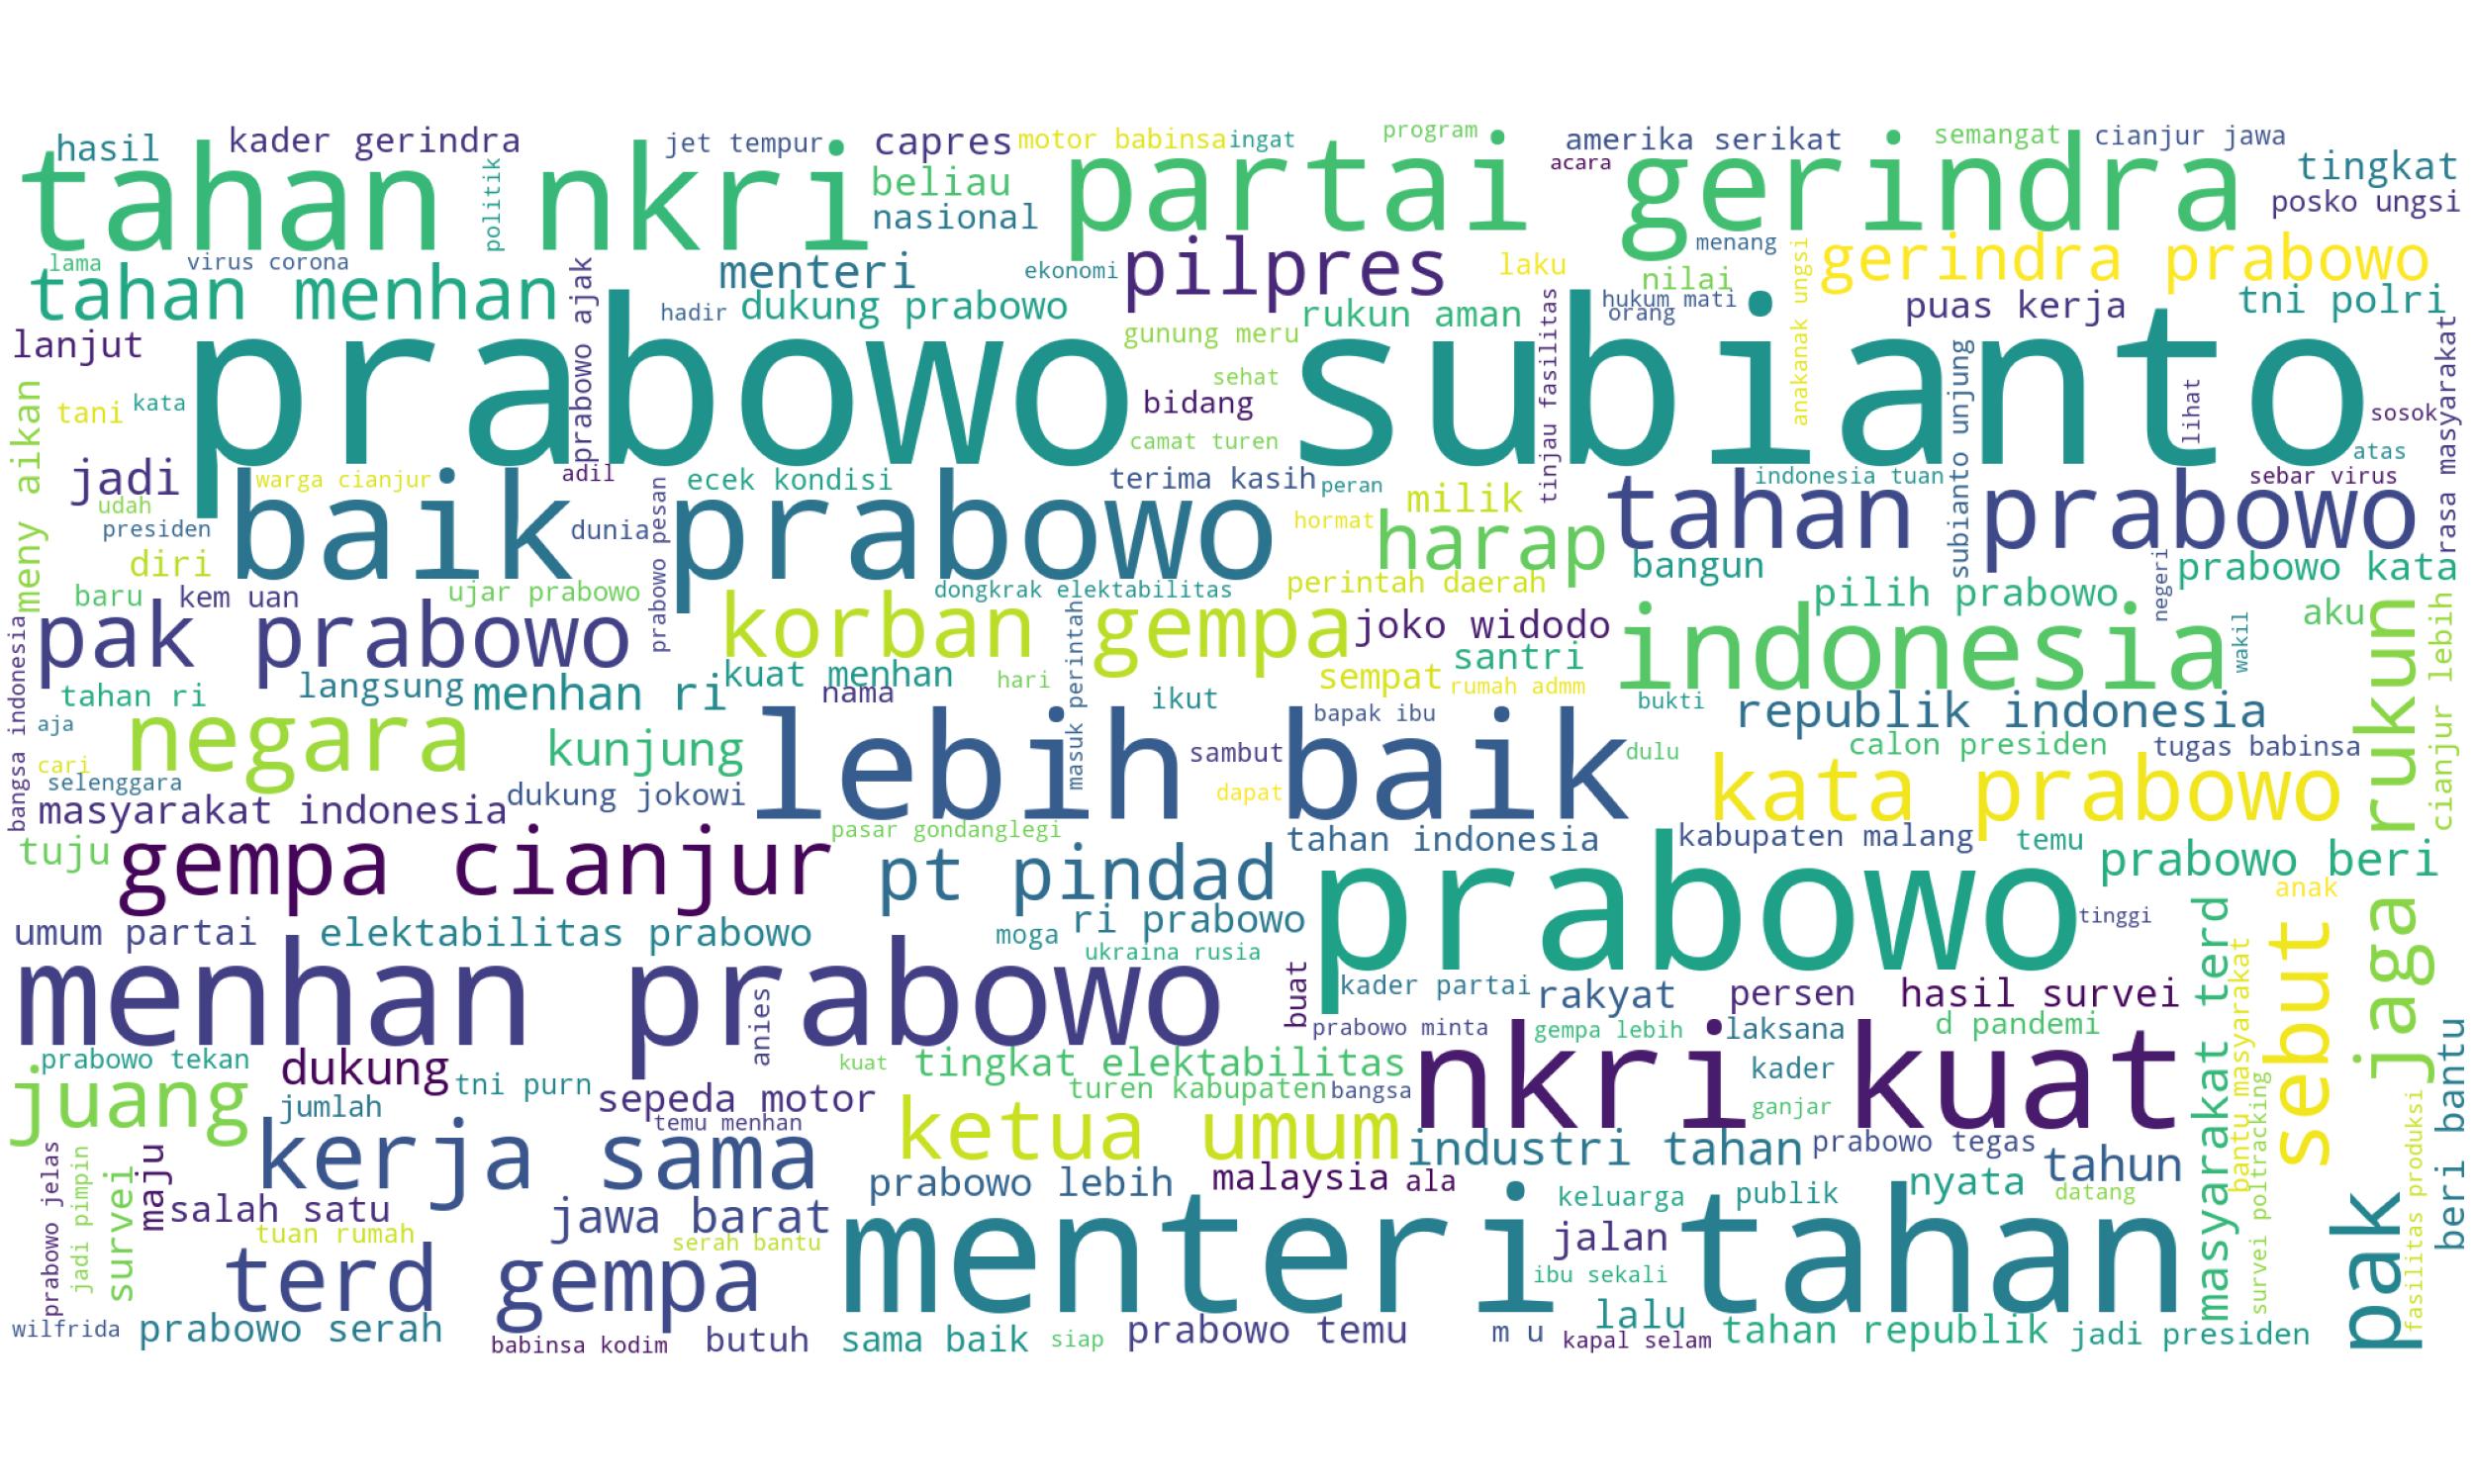 hasil
kader gerindra
jet tempur
capres
motor babinsa
ingat
program
amerika serikat
semangat
cianjur jawa
tahan nkri
politik
beliau
nasional
partai
gerindra
acara
tingkat
posko ungsi
lama
virus corona
tahan menhan
prabowo ajak
menteri
ekonomi
pilpres
laku
menang
nilai
anakanak ungsi
gerindra prabowo
hadir
dukung prabowo
rukun aman
tinjau fasilitas
hukum mati
orang
puas kerja
tni polri
lanjut
gunung meru
prabowo subianto
subianto unjung
rasa masyarakat
meny aikan
tani
kata
sehat
bidang
camat turen
lihat
sosok
atas
jadi
warga cianjur
adil
ecek kondisi
terima kasih
peran
indonesia tuan
sebar virus
udah
presiden
baik prabowo
dunia
prabowo pesan
hormat
milik
harap
tahan prabowo
diri
bangun
negeri
prabowo kata
baru
kem uan
ujar prabowo
dongkrak elektabilitas
perintah daerah
pilih prabowo
aku
bangsa indonesia
pak prabowo
korban gempa
masuk perintah
joko widodo
indonesia
wakil
rukun
cianjur lebih
tahan ri
langsung
menhan ri
kuat menhan
nama
hari
ikut
sempat
santri
rumah admm
bukti
aja
negara
kunjung
lebih baik
bapak ibu
sambut
republik indonesia
cari
selenggara
dulu
calon presiden
tugas babinsa
masyarakat indonesia
dukung jokowi
dapat
kata prabowo
tuju
gempa cianjur
pasar gondanglegi
pt pindad
tahan indonesia
kabupaten malang
temu
prabowo beri
umum partai
elektabilitas prabowo
moga
ri prabowo
ukraina rusia
prabowo
tinggi
anak
menhan prabowo
anies
buat
kader partai
rakyat
persen
hasil survei
masyarakat terd
bantu masyarakat
sebut
jaga
prabowo minta
gempa lebih
laksana
d pandemi
prabowo tekan
dukung
tni purn
kuat
tingkat elektabilitas
turen kabupaten
bangsa
nkri kuat
kader
ganjar
juang
jumlah
sepeda motor
temu menhan
kerja sama
ketua umum
industri tahan
prabowo tegas
tahun
survei poltracking
fasilitas produksi
beri bantu
prabowo jelas
jadi pimpin
survei
maju
salah satu
tuan rumah
jawa barat
serah bantu
prabowo lebih
malaysia
ala
keluarga
publik
nyata
datang
menteri tahan
jalan
ibu sekali
pak
terd gempa
lalu
wilfrida
prabowo serah
babinsa kodim
butuh
sama baik
siap
prabowo temu
m u
kapal selam
tahan republik
jadi presiden